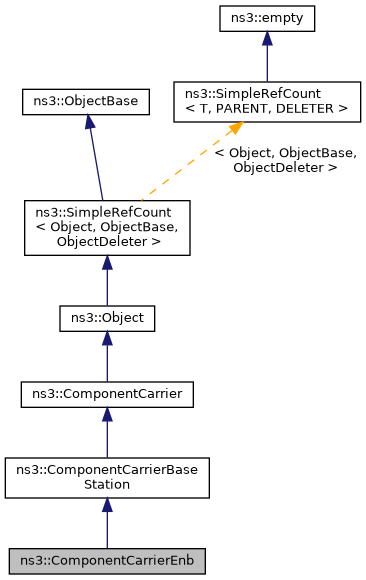 ns3::empty
ns3::ObjectBase
ns3::SimpleRefCount
< T, PARENT, DELETER >
< Object, ObjectBase,
ObjectDeleter >
ns3::SimpleRefCount
< Object, ObjectBase,
ObjectDeleter >
ns3::Object
ns3::ComponentCarrier
ns3::ComponentCarrierBase
Station
ns3::ComponentCarrierEnb